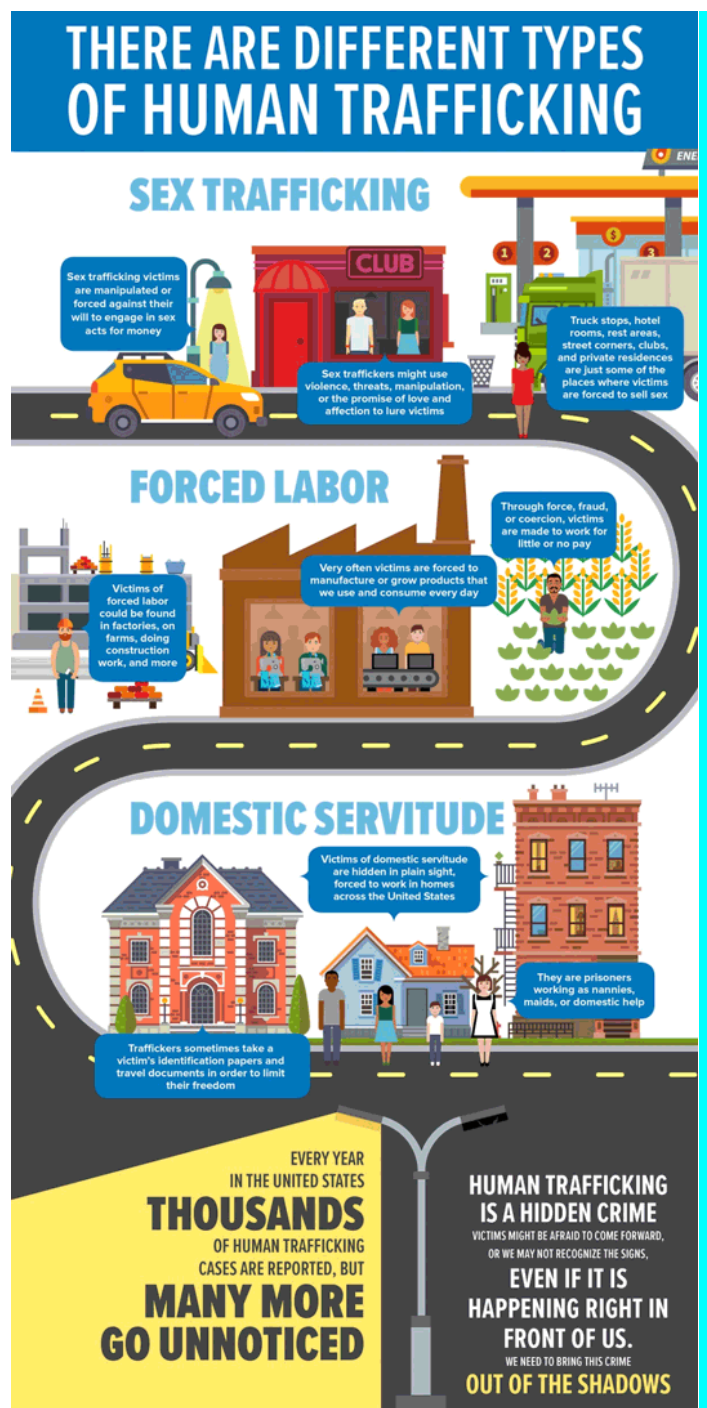 THERE ARE DIFFERENT TYPES
OF HUMAN TRAFFICKING
ENE
SEX TRAFFICKING
1
2
$
3
CLUB
Sex trafficking victims
are manipulated or
forced against their
will to engage in sex
acts for money
Sex traffickers might use
violence, threats, manipulation,
or the promise of love and
affection to lure victims
Truck stops, hotel
rooms, rest areas,
street corners, clubs,
and private residences
are just some of the
places where victims
are forced to sell sex
FORCED LABOR
Victims of
forced labor
could be found
in factories, on
farms, doing
construction
work, and more
Very often victims are forced to
manufacture or grow products that
we use and consume every day
Through force, fraud,
or coercion, victims
are made to work for
little or no pay
DOMESTIC SERVITUDE
Victims of domestic servitude
are hidden in plain sight,
forced to work in homes
across the United States
They are prisoners
working as nannies,
maids, or domestic help
Traffickers sometimes take a
victim's identification papers and
travel documents in order to limit
their freedom
EVERY YEAR
IN THE UNITED STATES
THOUSANDS
OF HUMAN TRAFFICKING
CASES ARE REPORTED, BUT
MANY MORE
GO UNNOTICED
HUMAN TRAFFICKING
IS A HIDDEN CRIME
VICTIMS MIGHT BE AFRAID TO COME FORWARD,
OR WE MAY NOT RECOGNIZE THE SIGNS,
EVEN IF IT IS
HAPPENING RIGHT IN
FRONT OF US.
WE NEED TO BRING THIS CRIME
OUT OF THE SHADOWS